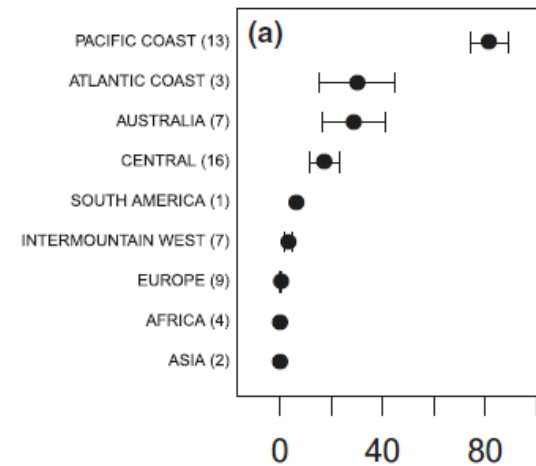 (a)
PACIFIC COAST (13)
ATLANTIC COAST (3)
AUSTRALIA (7)
CENTRAL (16)
SOUTH AMERICA (1)
INTERMOUNTAIN WEST (7)
EUROPE (9)
AFRICA (4)
ASIA (2)
0 40 80